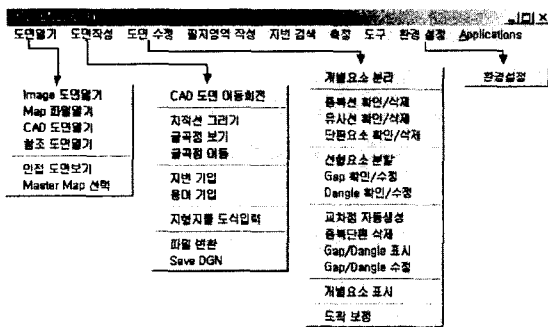 도면열기 도면작성 도면 수정 필지영역 작성 지번 검색 측정 도구 환경 설정 Applications
Image 도면열기
Map 파일열기
CAD 도면열기
참조 도면열기
인접 도면보기
Master Map 선택
CAD 도면 이동회전
지적선 그리기
굴곡점 보기
굴곡점 이동
지번 기입
용어 기입
지형지물 도식입력
파일 변환
Save DGN
개별요소 분리
중복선 확인/삭제
유사선 확인/삭제
단편요소 확인/삭제
선형요소 분할
Gap 확인/수정
Dangle 확인/수정
교차점 자동생성
중복단편 삭제
Gap/Dangle 표시
Gap/Dangle 수정
개별요소 표시
도곽 보정
환경설정